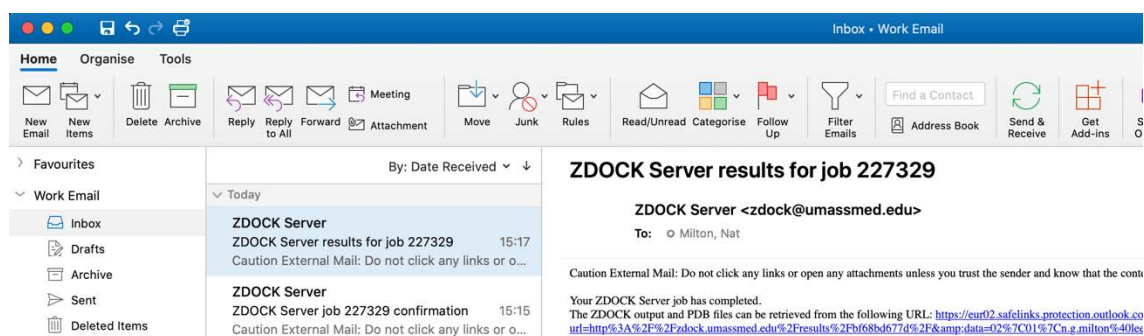 Inbox • Work Email
Home Organise Tools
New Email
New Items
Delete
Archive
Reply
Reply to All
Forward
Meeting
Attachment
Move
Junk
Rules
Read/Unread
Categorise
Follow Up
Filter Emails
Find a Contact
Address Book
Send & Receive
Get Add-ins
Favourites
Work Email
Inbox
Drafts
Archive
Sent
Deleted Items
By: Date Received
Today
ZDOCK Server
ZDOCK Server results for job 227329 15:17
Caution External Mail: Do not click any links or o...
ZDOCK Server
ZDOCK Server job 227329 confirmation 15:15
Caution External Mail: Do not click any links or o...
ZDOCK Server results for job 227329
ZDOCK Server <zdock@umassmed.edu>
To: Milton, Nat
Caution External Mail: Do not click any links or open any attachments unless you trust the sender and know that the conte
Your ZDOCK Server job has completed.
The ZDOCK output and PDB files can be retrieved from the following URL: https://eur02.safelinks.protection.outlook.co
url=http%3A%2F%2Fzdock.umassmed.edu%2Fresults%2Fbf68bd677d%2F&amp;data=02%7C01%7Cn.g.milton%40